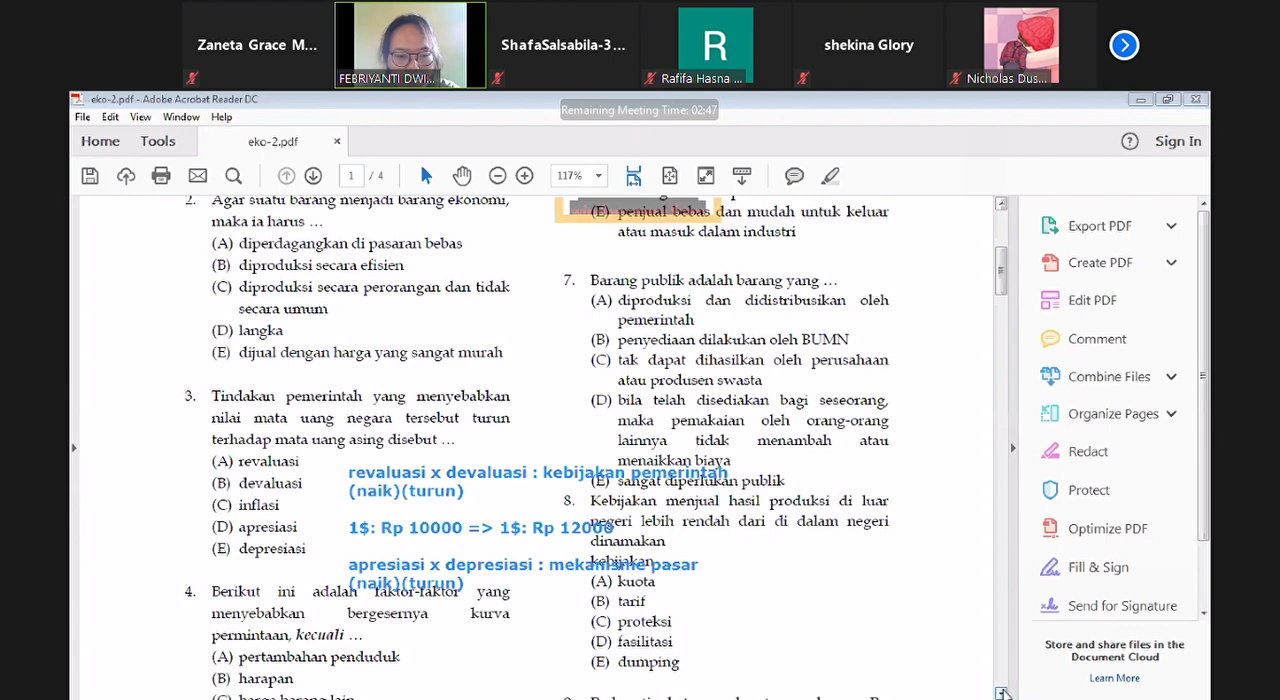 Zaneta Grace M...
FEBRIYANTI DWI...
ShafaSalsabila-3...
R
Rafifa Hasna ...
shekina Glory
Nicholas Dus...
eko-2.pdf - Adobe Acrobat Reader DC
Remaining Meeting Time: 02:47
File Edit View Window Help
Home Tools eko-2.pdf × Sign In
1 / 4 117%
2. Agar suatu barang menjadi barang ekonomi,
maka ia harus ...
(A) diperdagangkan di pasaran bebas
(B) diproduksi secara efisien
(C) diproduksi secara perorangan dan tidak
secara umum
(D) langka
(E) dijual dengan harga yang sangat murah
3. Tindakan pemerintah yang menyebabkan
nilai mata uang negara tersebut turun
terhadap mata uang asing disebut ...
(A) revaluasi
(B) devaluasi
(C) inflasi
(D) apresiasi
(E) depresiasi
revaluasi x devaluasi : kebijakan pemerintah
(naik)(turun)
1$: Rp 10000 => 1$: Rp 12000
apresiasi x depresiasi : mekanisme pasar
(naik)(turun)
4. Berikut ini adalah faktor-faktor yang
menyebabkan bergesernya kurva
permintaan, kecuali ...
(A) pertambahan penduduk
(B) harapan
(C) harga barang lain
(E) penjual bebas dan mudah untuk keluar
atau masuk dalam industri
7. Barang publik adalah barang yang ...
(A) diproduksi dan didistribusikan oleh
pemerintah
(B) penyediaan dilakukan oleh BUMN
(C) tak dapat dihasilkan oleh perusahaan
atau produsen swasta
(D) bila telah disediakan bagi seseorang,
maka pemakaian oleh orang-orang
lainnya tidak menambah atau
menaikkan biaya
(E) sangat diperlukan publik
8. Kebijakan menjual hasil produksi di luar
negeri lebih rendah dari di dalam negeri
dinamakan
kebijakan
(A) kuota
(B) tarif
(C) proteksi
(D) fasilitasi
(E) dumping
Export PDF
Create PDF
Edit PDF
Comment
Combine Files
Organize Pages
Redact
Protect
Optimize PDF
Fill & Sign
Send for Signature
Store and share files in the
Document Cloud
Learn More